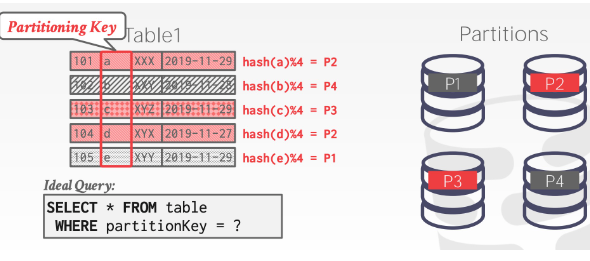 Partitioning Key
Table1
101 a XXX 2019-11-29 hash(a)%4 = P2
102 b XXY 2019-11-29 hash(b)%4 = P4
103 c XYZ 2019-11-29 hash(c)%4 = P3
104 d XYX 2019-11-27 hash(d)%4 = P2
105 e XYY 2019-11-29 hash(e)%4 = P1
Ideal Query:
SELECT * FROM table
WHERE partitionKey = ?
Partitions
P1 P2
P3 P4